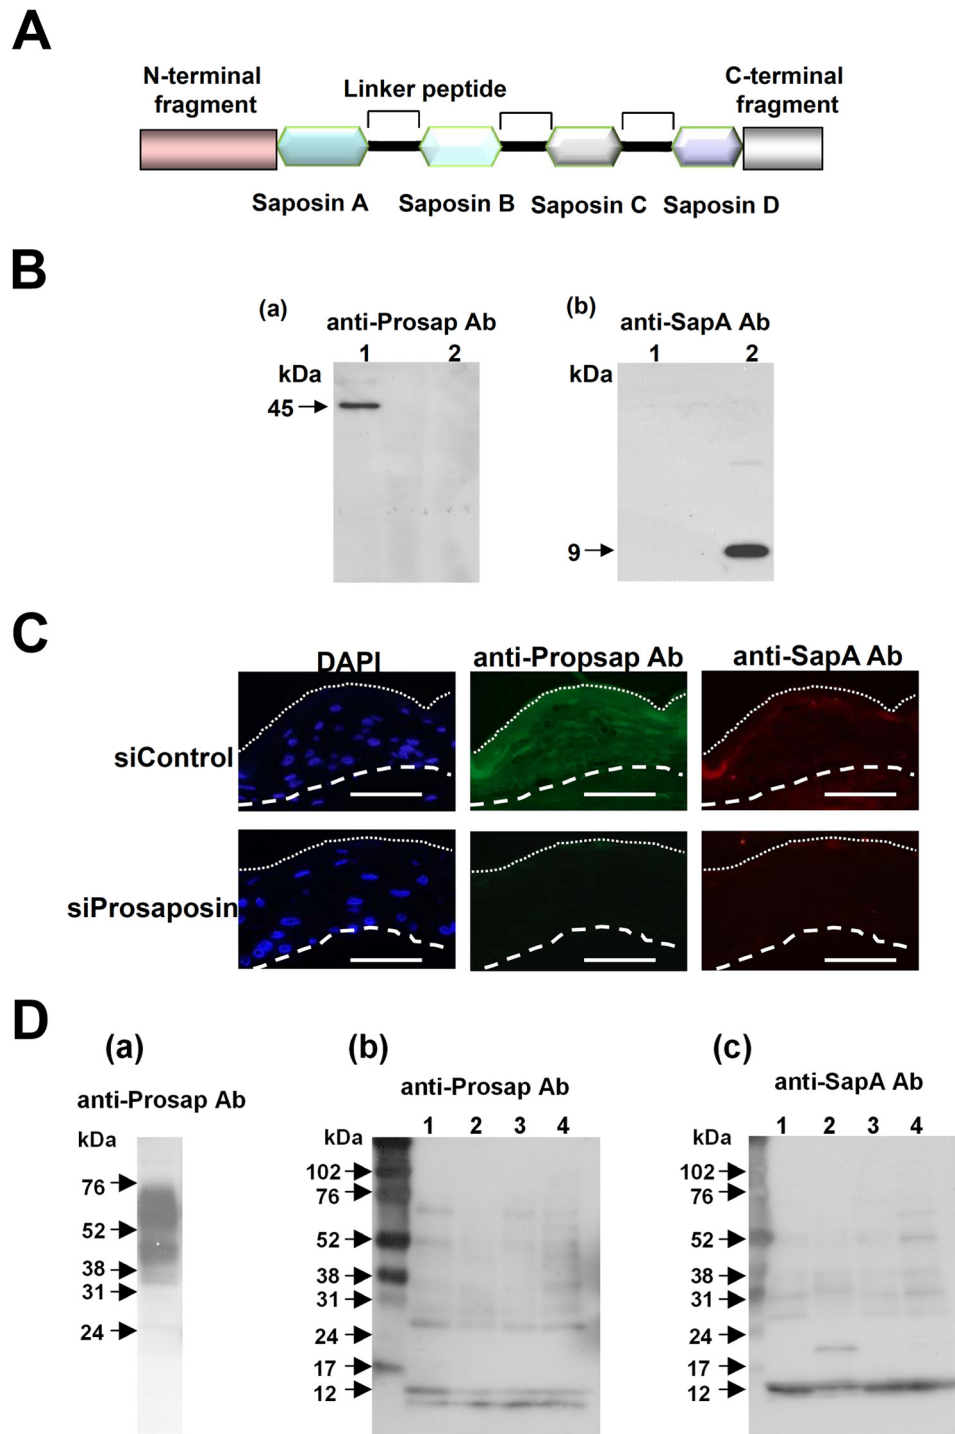 A
N-terminal
fragment
Linker peptide
C-terminal
fragment
Saposin A
Saposin B
Saposin C
Saposin D
B
(a)
anti-Prosap Ab
1 2
kDa
45
(b)
anti-SapA Ab
1 2
kDa
9
C
DAPI
anti-Propsap Ab
anti-SapA Ab
siControl
siProsaposin
D
(a)
anti-Prosap Ab
kDa
76
52
38
31
24
(b)
anti-Prosap Ab
kDa 1 2 3 4
102
76
52
38
31
24
17
12
(c)
anti-SapA Ab
kDa 1 2 3 4
102
76
52
38
31
24
17
12